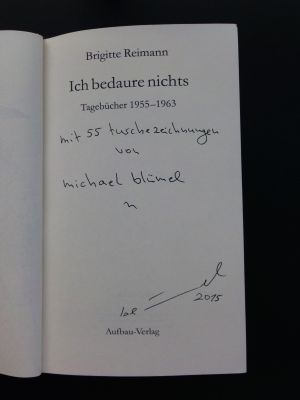 Brigitte Reimann
Ich bedaure nichts
Tagebücher 1955–1963
mit 55 tuschezeichnungen
von
michael blümel
2015
Aufbau-Verlag